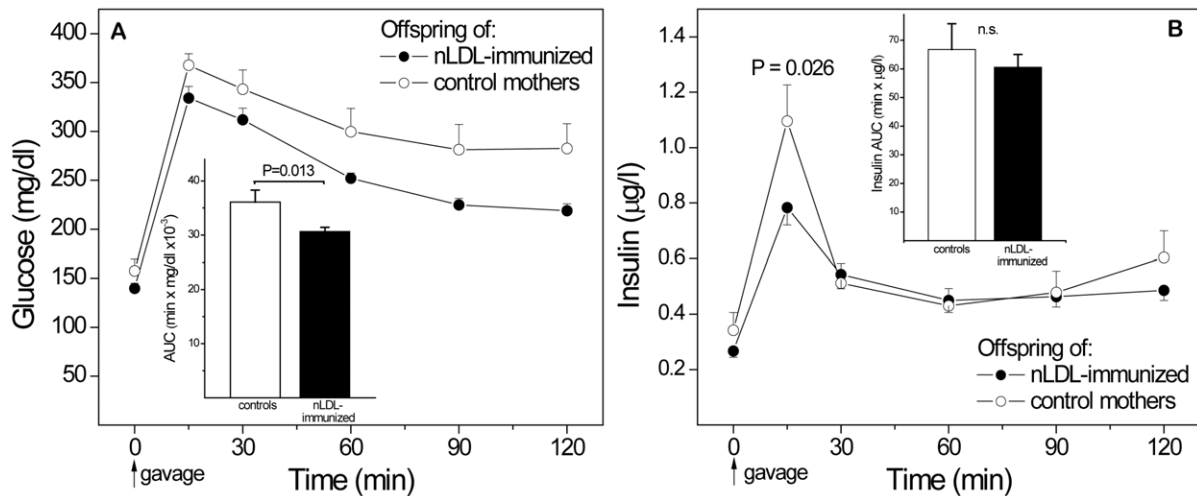 A
Offspring of:
nLDL-immunized
control mothers
Glucose (mg/dl)
400
350
300
250
200
150
100
50
P=0.013
AUC (min x mg/dl x10⁻³)
40
30
20
10
controls
nLDL-
immunized
0
30
60
90
120
gavage
Time (min)
B
P = 0.026
Insulin (µg/l)
1.4
1.2
1.0
0.8
0.6
0.4
0.2
n.s.
Insulin AUC (min x µg/l)
70
60
50
40
30
20
10
controls
nLDL-
immunized
Offspring of:
nLDL-immunized
control mothers
0
30
60
90
120
gavage
Time (min)